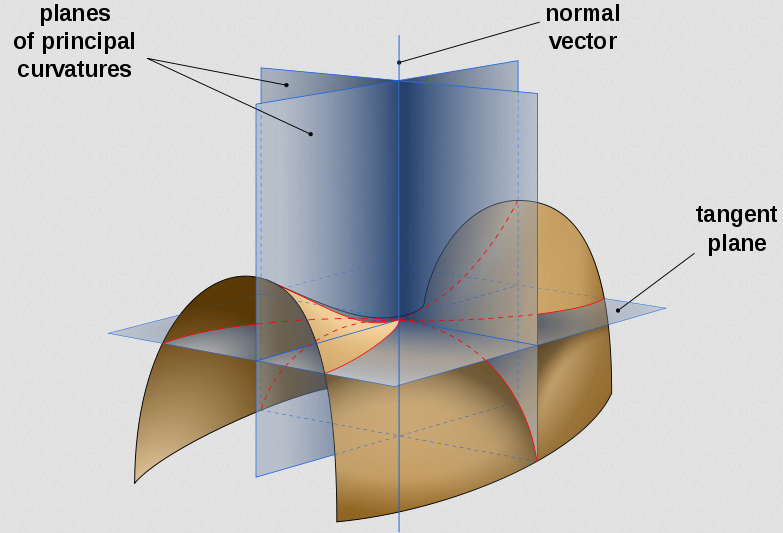 planes
of principal
curvatures
normal
vector
tangent
plane